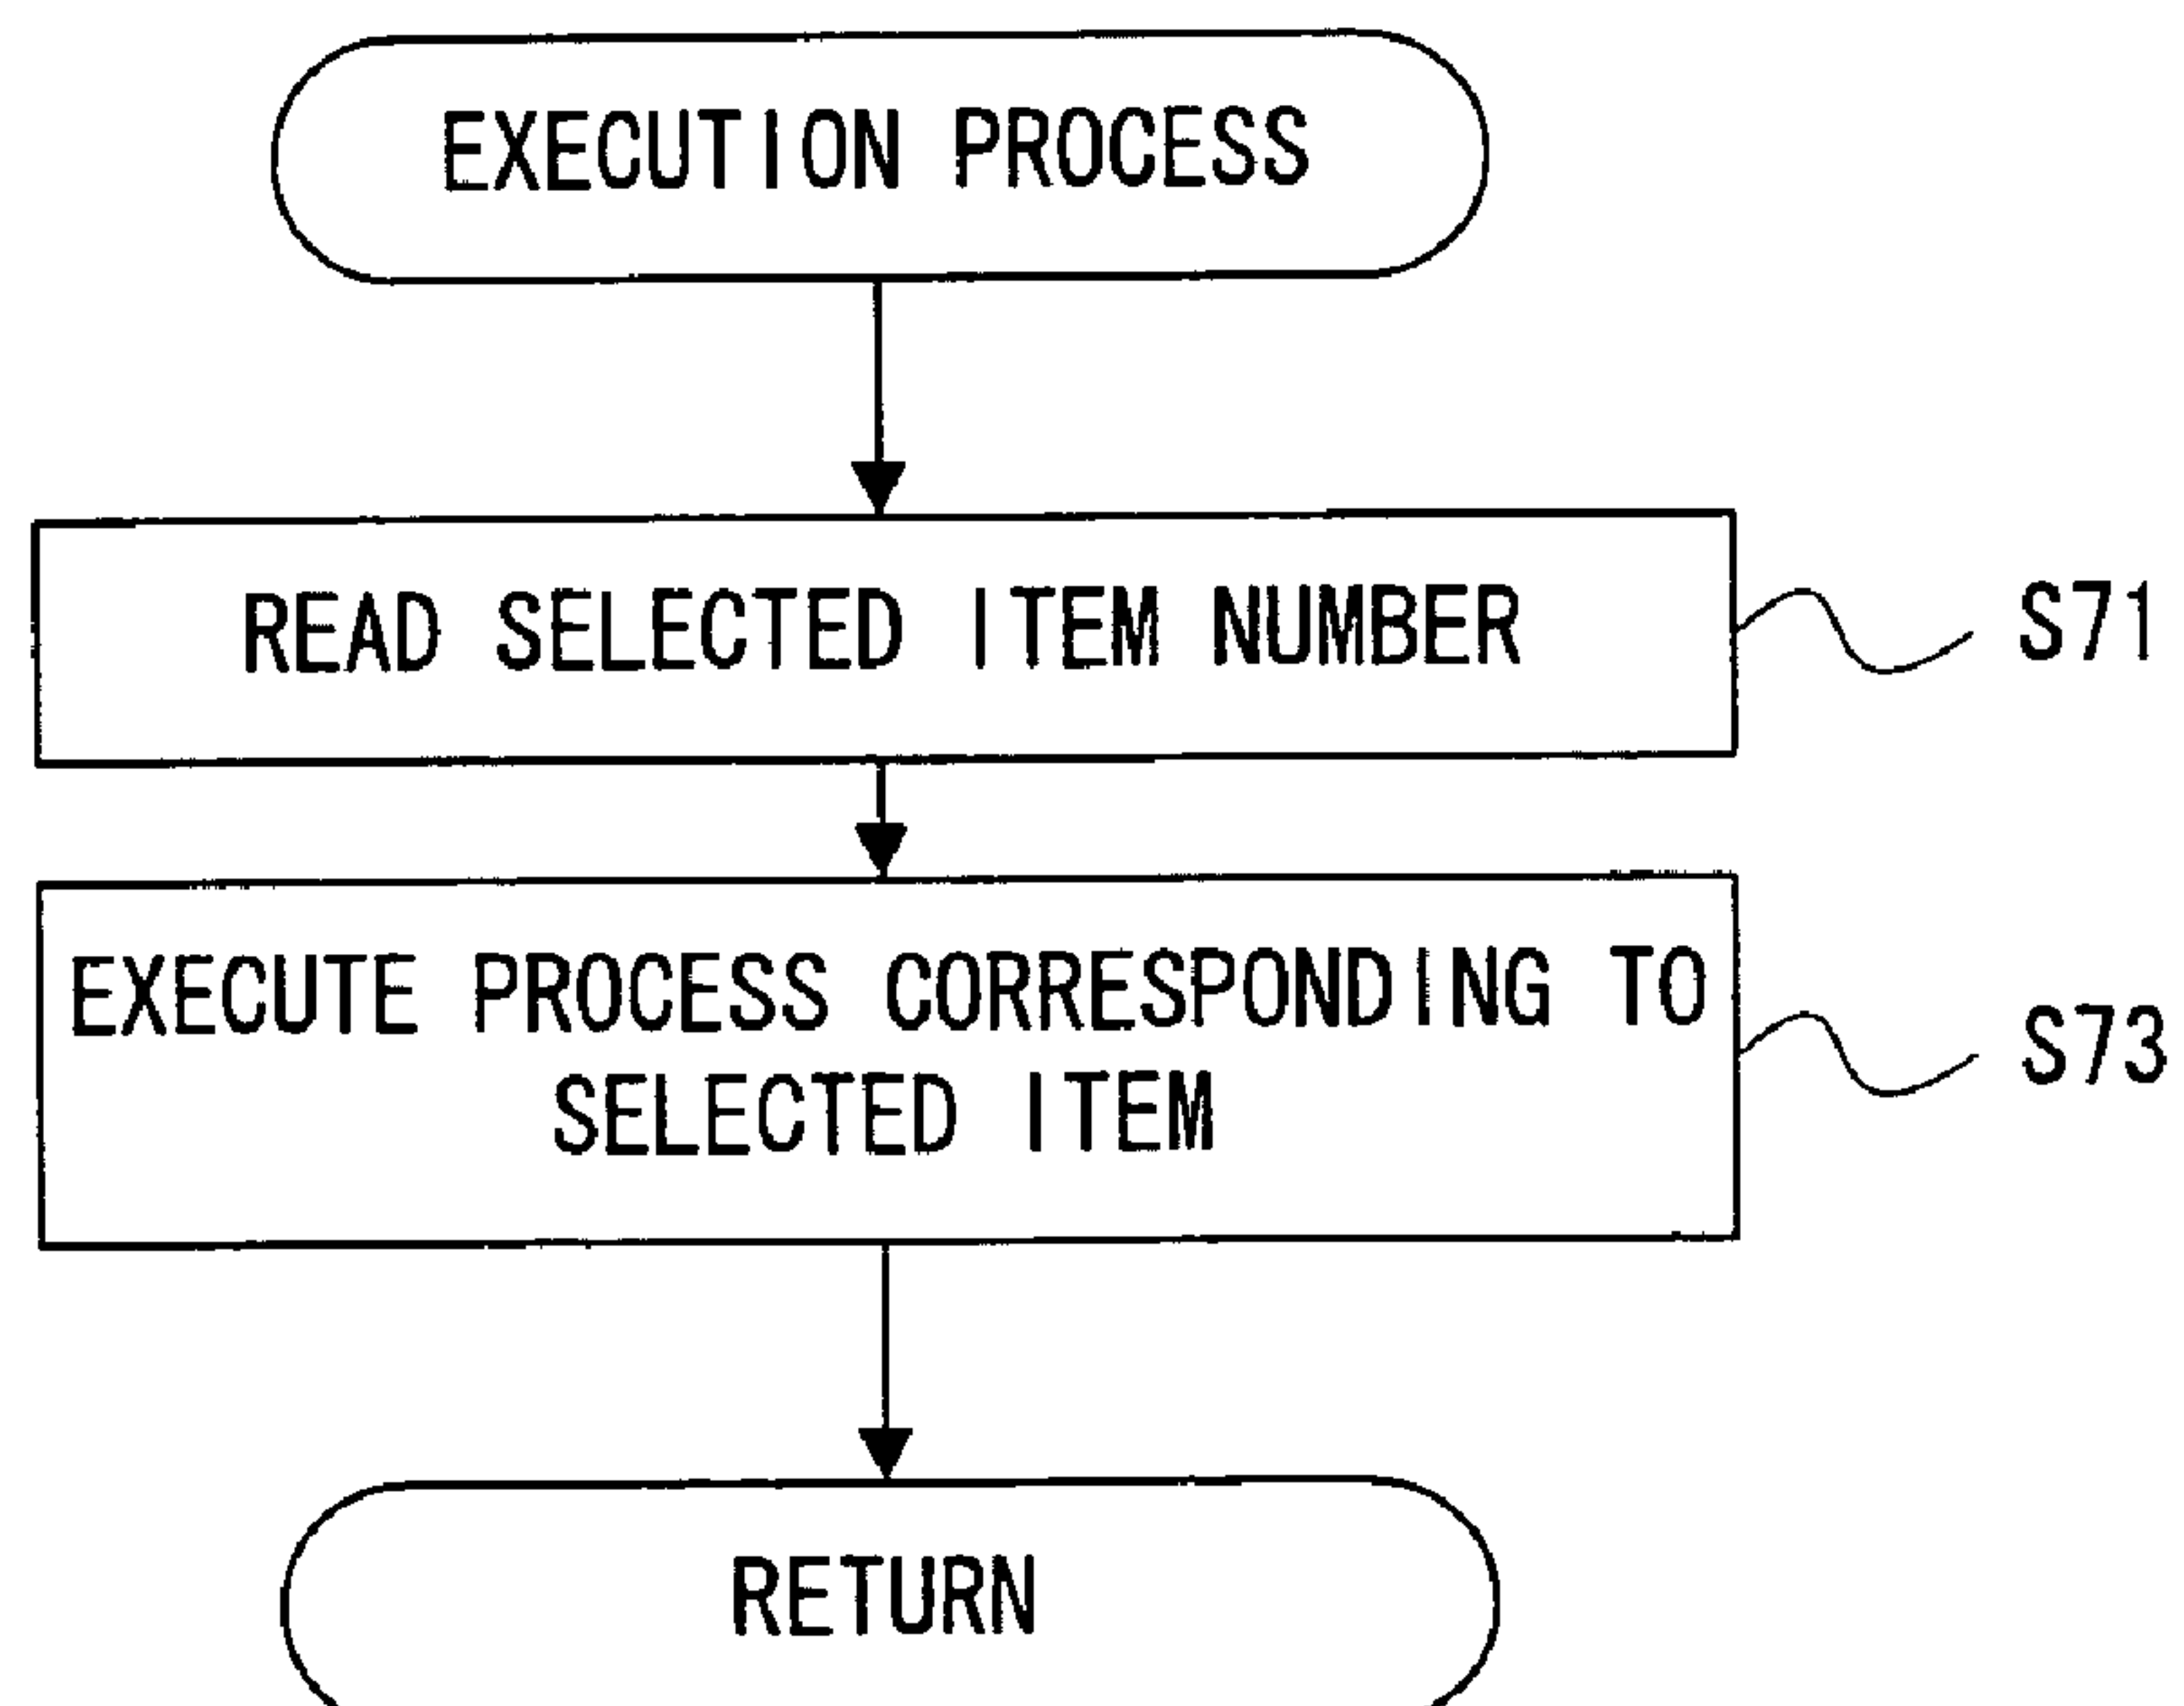 EXECUTION PROCESS
READ SELECTED ITEM NUMBER
S71
EXECUTE PROCESS CORRESPONDING TO
SELECTED ITEM
S73
RETURN